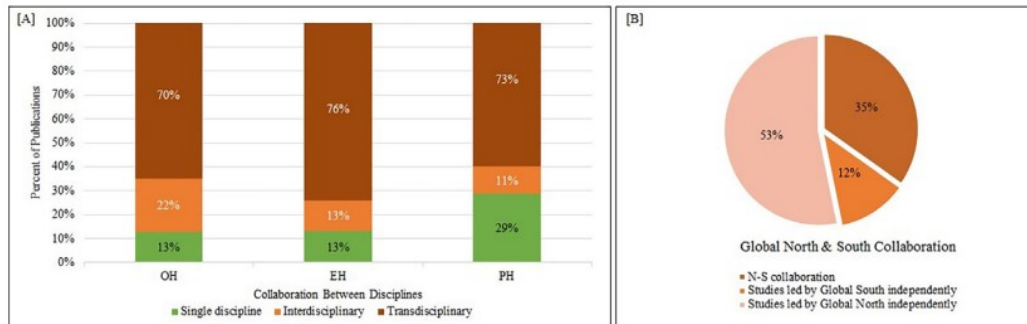 [A]
100%
90%
80%
70%
60%
50%
40%
30%
20%
10%
0%
Percent of Publications
70%
22%
13%
76%
13%
13%
73%
11%
29%
OH
EH
PH
Collaboration Between Disciplines
Single discipline
Interdisciplinary
Transdisciplinary
[B]
35%
53%
12%
Global North & South Collaboration
N-S collaboration
Studies led by Global South independently
Studies led by Global North independently